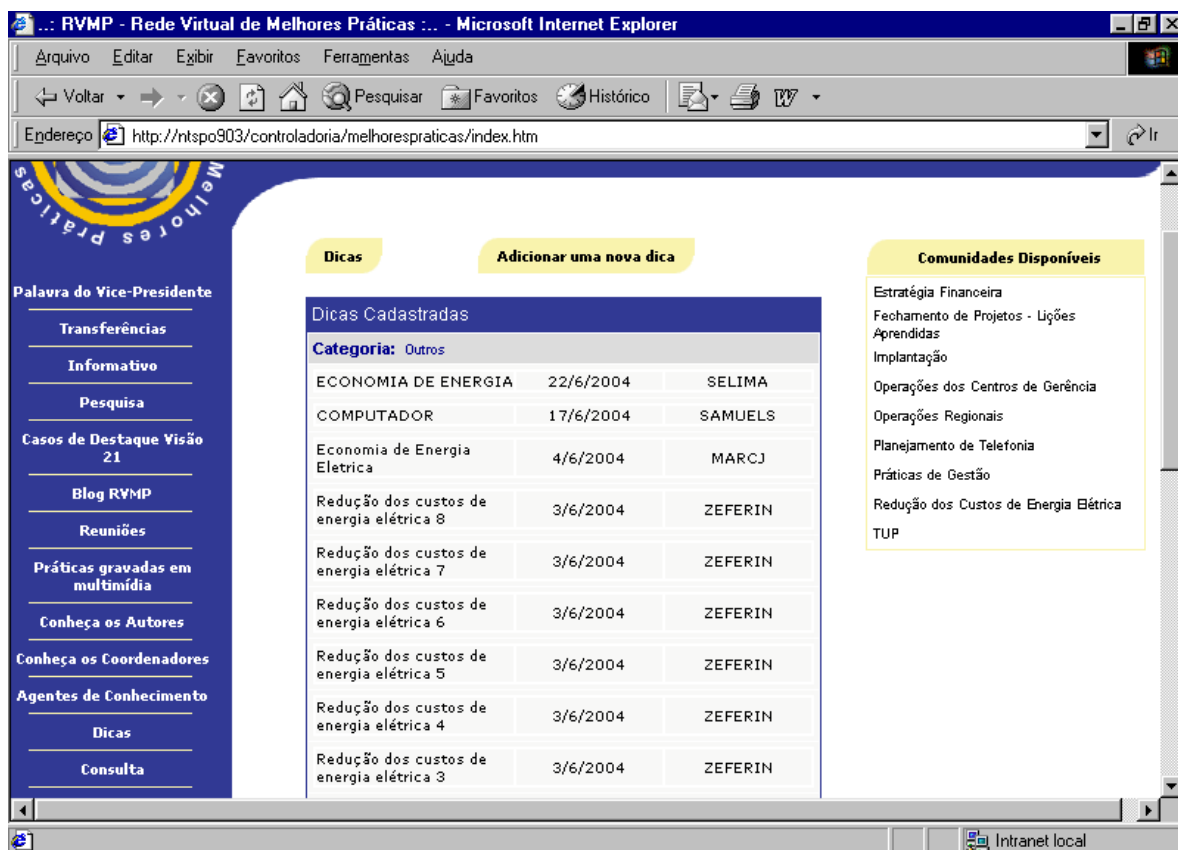 ..: RVMP - Rede Virtual de Melhores Práticas :... - Microsoft Internet Explorer
Arquivo Editar Exibir Favoritos Ferramentas Ajuda
Voltar Pesquisar Favoritos Histórico
Endereço http://ntspo903/controladoria/melhorespraticas/index.htm Ir
Melhores Práticas
Palavra do Vice-Presidente
Transferências
Informativo
Pesquisa
Casos de Destaque Visão
21
Blog RVMP
Reuniões
Práticas gravadas em
multimídia
Conheça os Autores
Conheça os Coordenadores
Agentes de Conhecimento
Dicas
Consulta
Dicas Adicionar uma nova dica
Dicas Cadastradas
Categoria: Outros
ECONOMIA DE ENERGIA 22/6/2004 SELIMA
COMPUTADOR 17/6/2004 SAMUELS
Economia de Energia
Eletrica 4/6/2004 MARCJ
Redução dos custos de
energia elétrica 8 3/6/2004 ZEFERIN
Redução dos custos de
energia elétrica 7 3/6/2004 ZEFERIN
Redução dos custos de
energia elétrica 6 3/6/2004 ZEFERIN
Redução dos custos de
energia elétrica 5 3/6/2004 ZEFERIN
Redução dos custos de
energia elétrica 4 3/6/2004 ZEFERIN
Redução dos custos de
energia elétrica 3 3/6/2004 ZEFERIN
Comunidades Disponíveis
Estratégia Financeira
Fechamento de Projetos - Lições
Aprendidas
Implantação
Operações dos Centros de Gerência
Operações Regionais
Planejamento de Telefonia
Práticas de Gestão
Redução dos Custos de Energia Elétrica
TUP
Intranet local